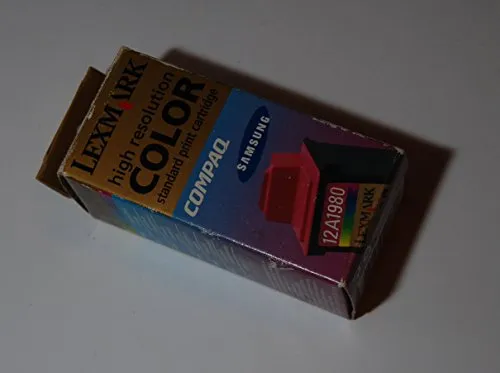 LEXMARK
high resolution
COLOR
standard print cartridge
COMPAQ
SAMSUNG
12A1980
LEXMARK